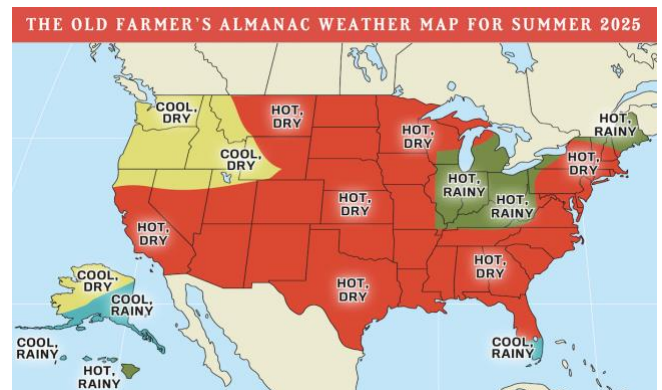 THE OLD FARMER'S ALMANAC WEATHER MAP FOR SUMMER 2025
COOL,
DRY
HOT,
DRY
HOT,
DRY
HOT,
RAINY
COOL,
DRY
HOT,
DRY
HOT,
RAINY
HOT,
RAINY
HOT,
DRY
HOT,
DRY
HOT,
DRY
HOT,
DRY
COOL,
DRY
COOL,
RAINY
COOL,
RAINY
HOT,
RAINY
COOL,
RAINY